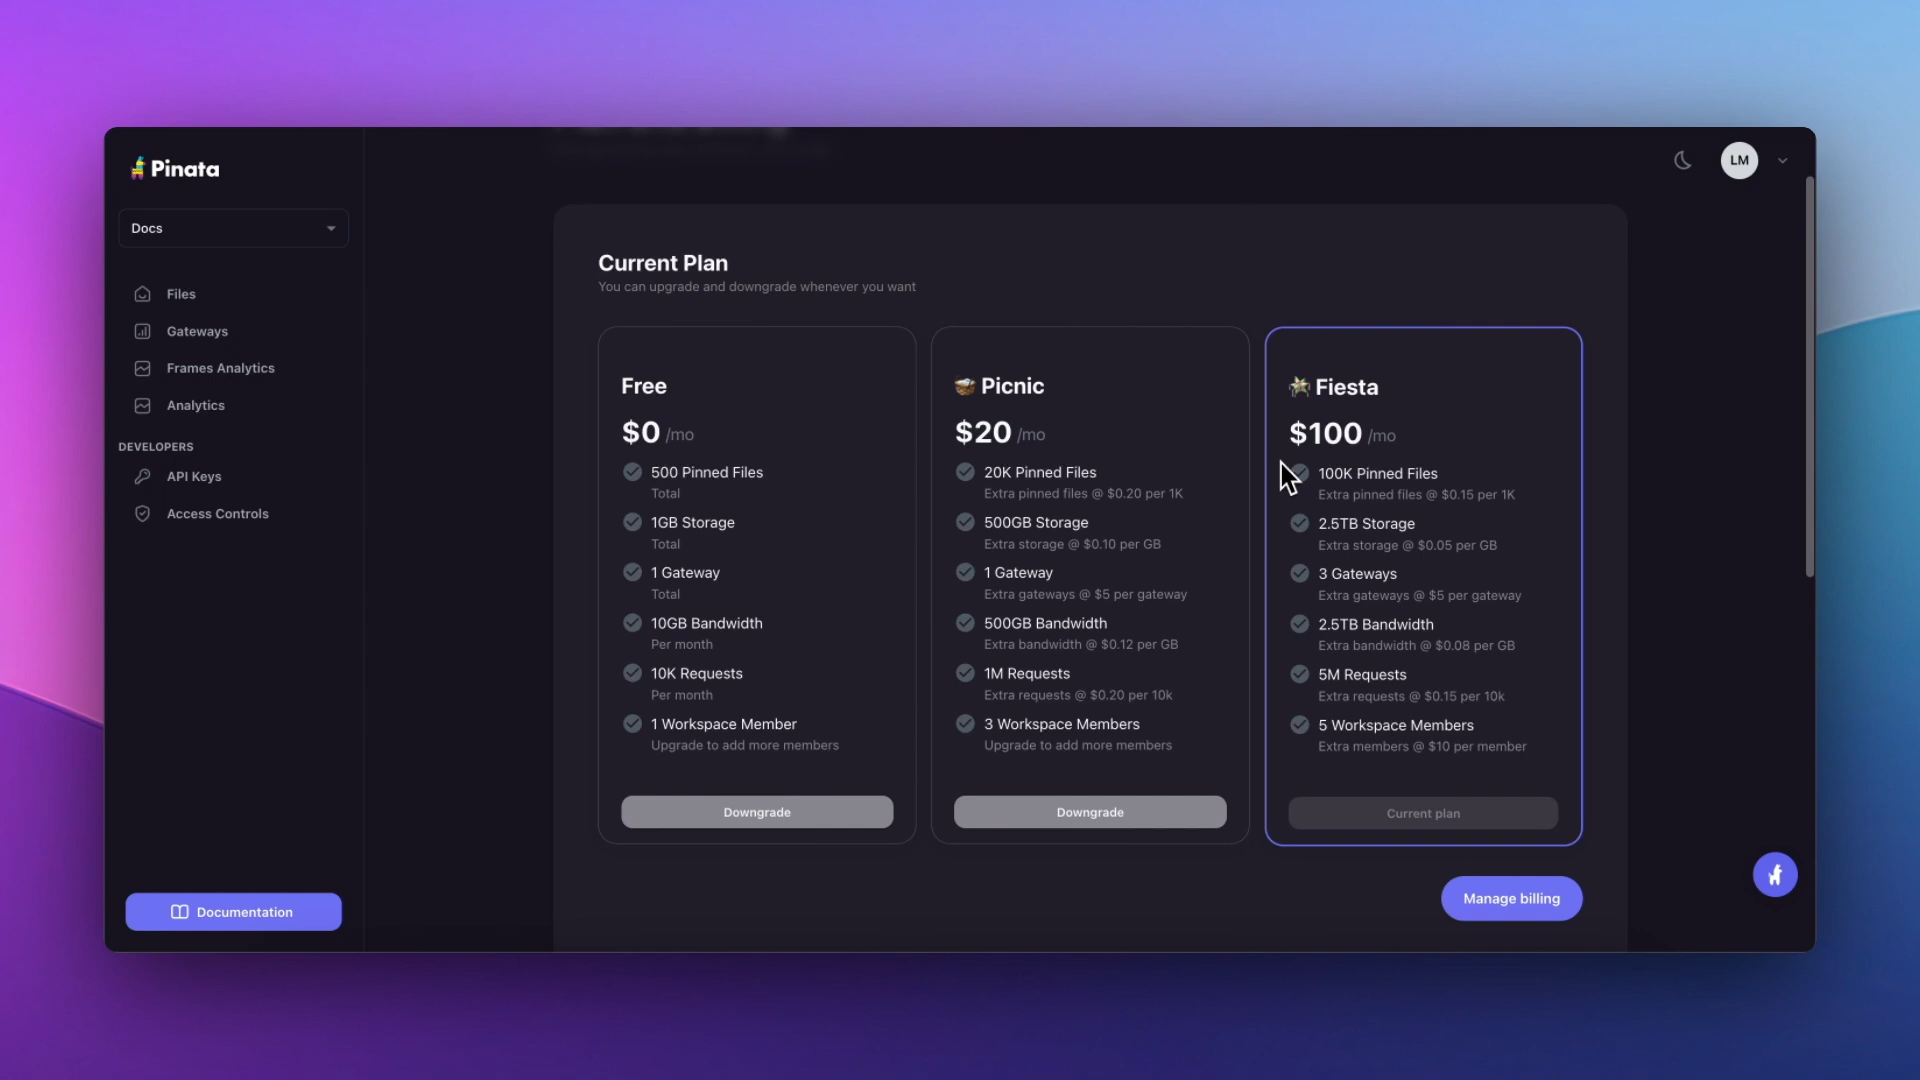 Pinata
LM
Docs
Files
Gateways
Frames Analytics
Analytics
DEVELOPERS
API Keys
Access Controls
Documentation
Current Plan
You can upgrade and downgrade whenever you want
Free
$0 /mo
500 Pinned Files
Total
1GB Storage
Total
1 Gateway
Total
10GB Bandwidth
Per month
10K Requests
Per month
1 Workspace Member
Upgrade to add more members
Downgrade
Picnic
$20 /mo
20K Pinned Files
Extra pinned files @ $0.20 per 1K
500GB Storage
Extra storage @ $0.10 per GB
1 Gateway
Extra gateways @ $5 per gateway
500GB Bandwidth
Extra bandwidth @ $0.12 per GB
1M Requests
Extra requests @ $0.20 per 10k
3 Workspace Members
Upgrade to add more members
Downgrade
Fiesta
$100 /mo
100K Pinned Files
Extra pinned files @ $0.15 per 1K
2.5TB Storage
Extra storage @ $0.05 per GB
3 Gateways
Extra gateways @ $5 per gateway
2.5TB Bandwidth
Extra bandwidth @ $0.08 per GB
5M Requests
Extra requests @ $0.15 per 10k
5 Workspace Members
Extra members @ $10 per member
Current plan
Manage billing